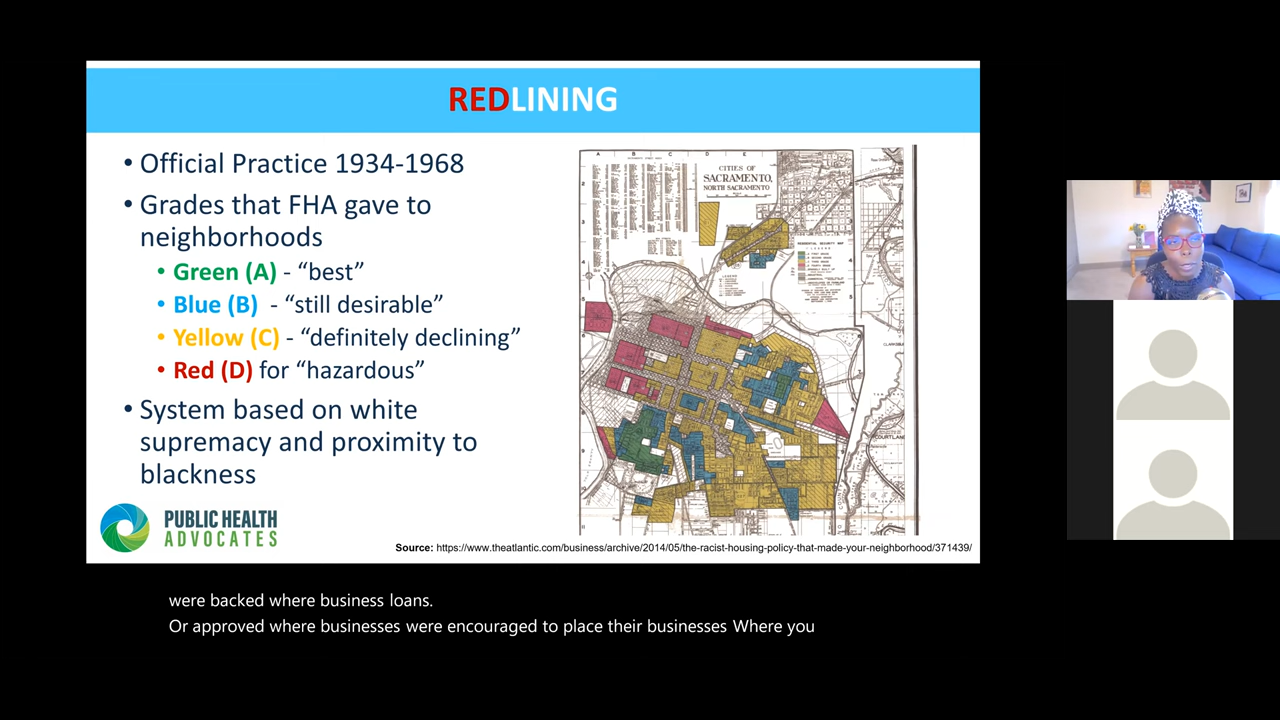 REDLINING
• Official Practice 1934-1968
• Grades that FHA gave to
neighborhoods
• Green (A) - “best”
• Blue (B) - “still desirable”
• Yellow (C) - “definitely declining”
• Red (D) for “hazardous”
• System based on white
supremacy and proximity to
blackness
CITIES OF
SACRAMENTO,
NORTH SACRAMENTO
PUBLIC HEALTH
ADVOCATES
Source: https://www.theatlantic.com/business/archive/2014/05/the-racist-housing-policy-that-made-your-neighborhood/371439/
were backed where business loans.
Or approved where businesses were encouraged to place their businesses Where you